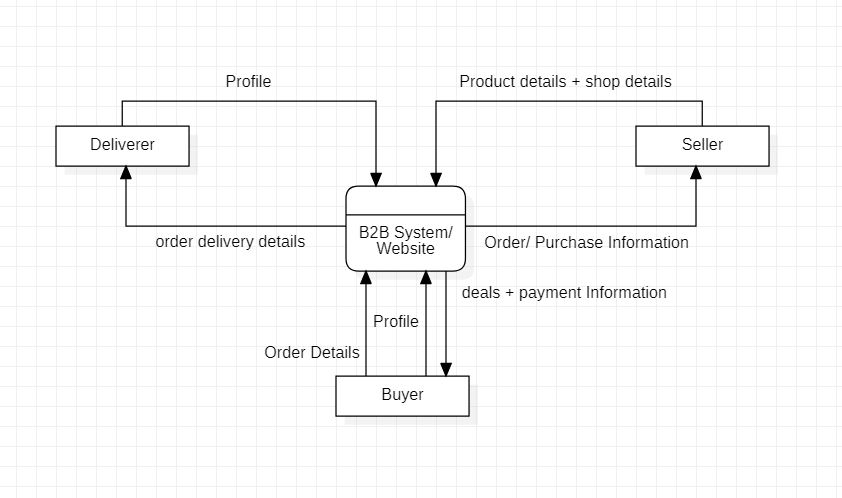 Profile
Product details + shop details
Deliverer
Seller
B2B System/
Website
order delivery details
Order/ Purchase Information
deals + payment Information
Profile
Order Details
Buyer